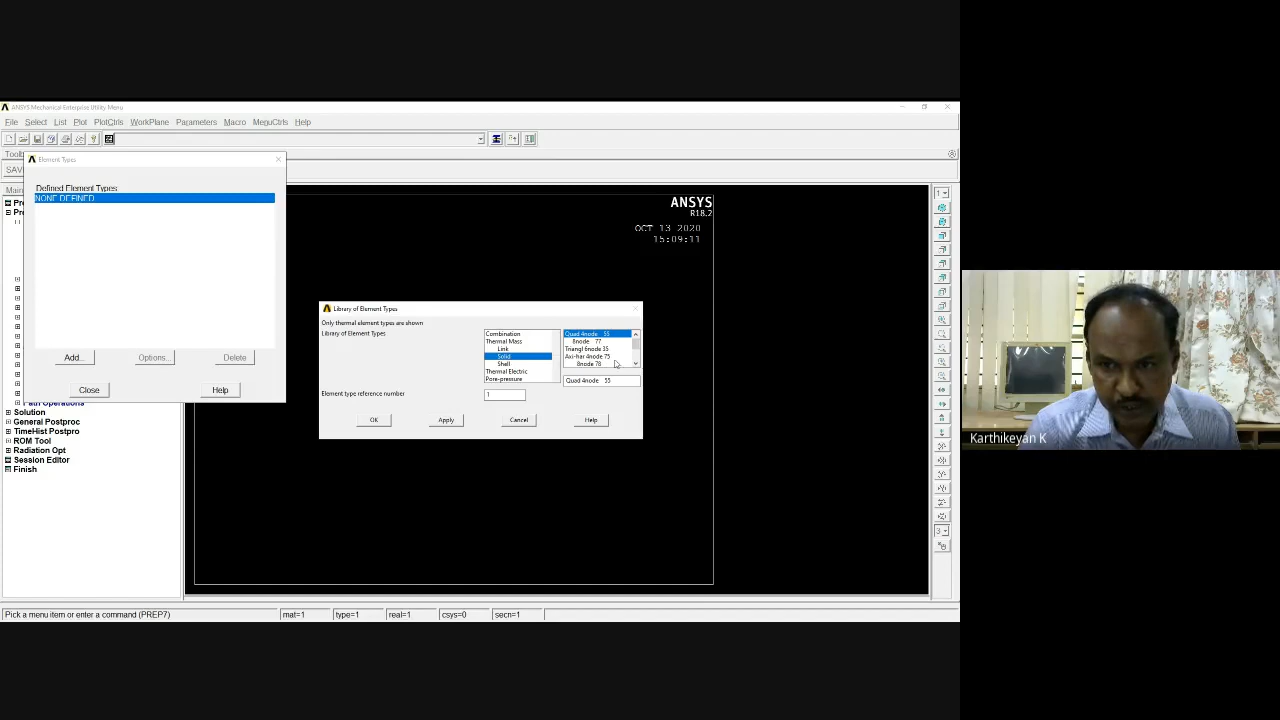 ANSYS Mechanical Enterprise Utility Menu
File Select List Plot PlotCtrls WorkPlane Parameters Macro MenuCtrls Help
Element Types
Defined Element Types
NONE DEFINED
Add...
Options...
Delete
Close
Help
Solution
General Postproc
TimeHist Postpro
ROM Tool
Radiation Opt
Session Editor
Finish
ANSYS
R18.2
OCT 13 2020
15:09:11
Library of Element Types
Only thermal element types are shown
Library of Element Types
Combination
Thermal Mass
Link
Solid
Shell
Thermal Electric
Pore-pressure
Quad 4node 55
8node 77
Triangl 6node 35
Axi-har 4node 75
8node 78
Quad 4node 55
Element type reference number
1
OK
Apply
Cancel
Help
1
3
Pick a menu item or enter a command (PREP7)
mat=1
type=1
real=1
csys=0
secn=1
Karthikeyan K